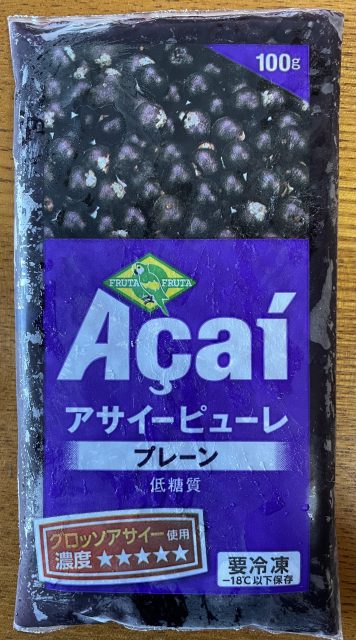 100g
FRUTA FRUTA
Açaí
アサイーピューレ
プレーン
低糖質
グロッソアサイー使用
濃度★★★★★
要冷凍
－18℃以下保存